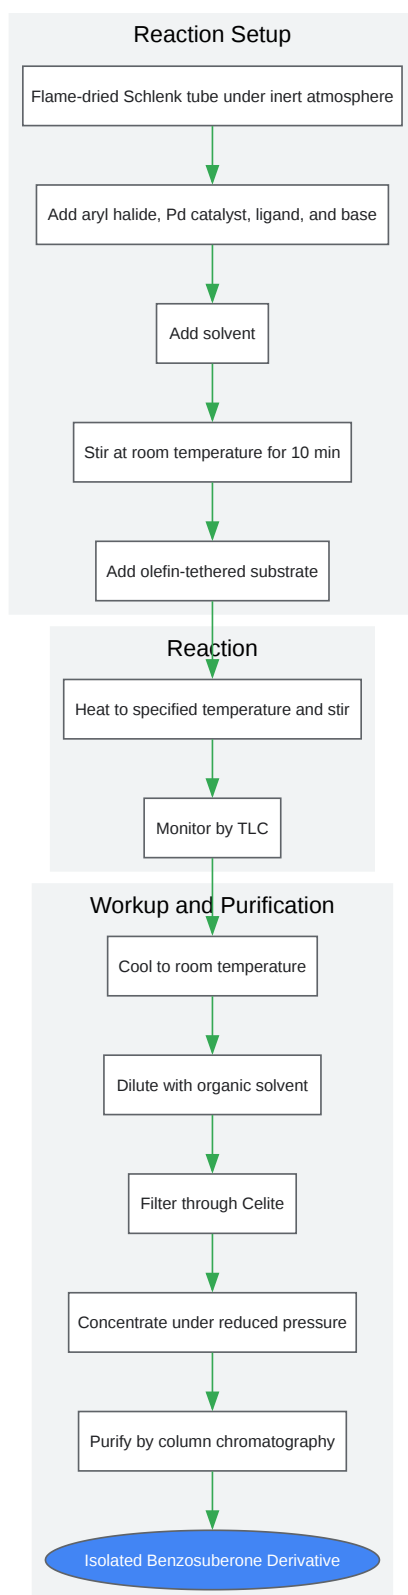 Reaction Setup
Flame-dried Schlenk tube under inert atmosphere
Add aryl halide, Pd catalyst, ligand, and base
Add solvent
Stir at room temperature for 10 min
Add olefin-tethered substrate
Reaction
Heat to specified temperature and stir
Monitor by TLC
Workup and Purification
Cool to room temperature
Dilute with organic solvent
Filter through Celite
Concentrate under reduced pressure
Purify by column chromatography
Isolated Benzosuberone Derivative